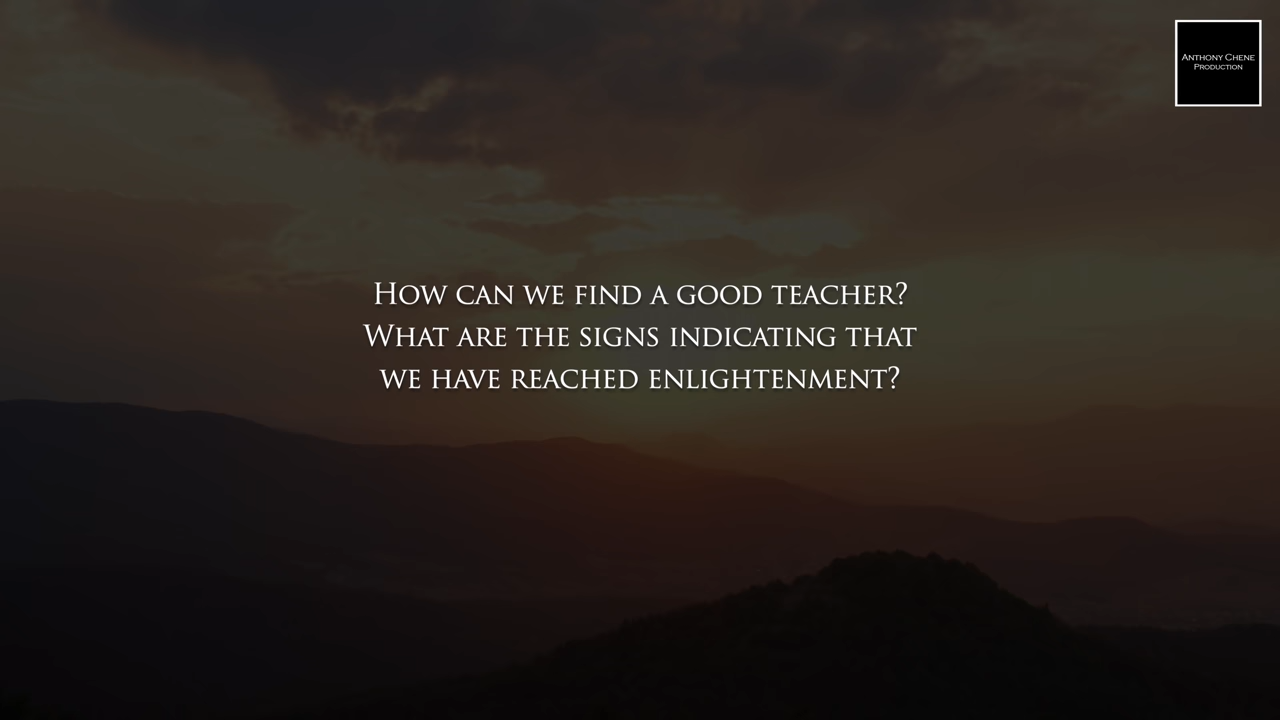 Anthony Chene
Production
How can we find a good teacher?
What are the signs indicating that
we have reached enlightenment?